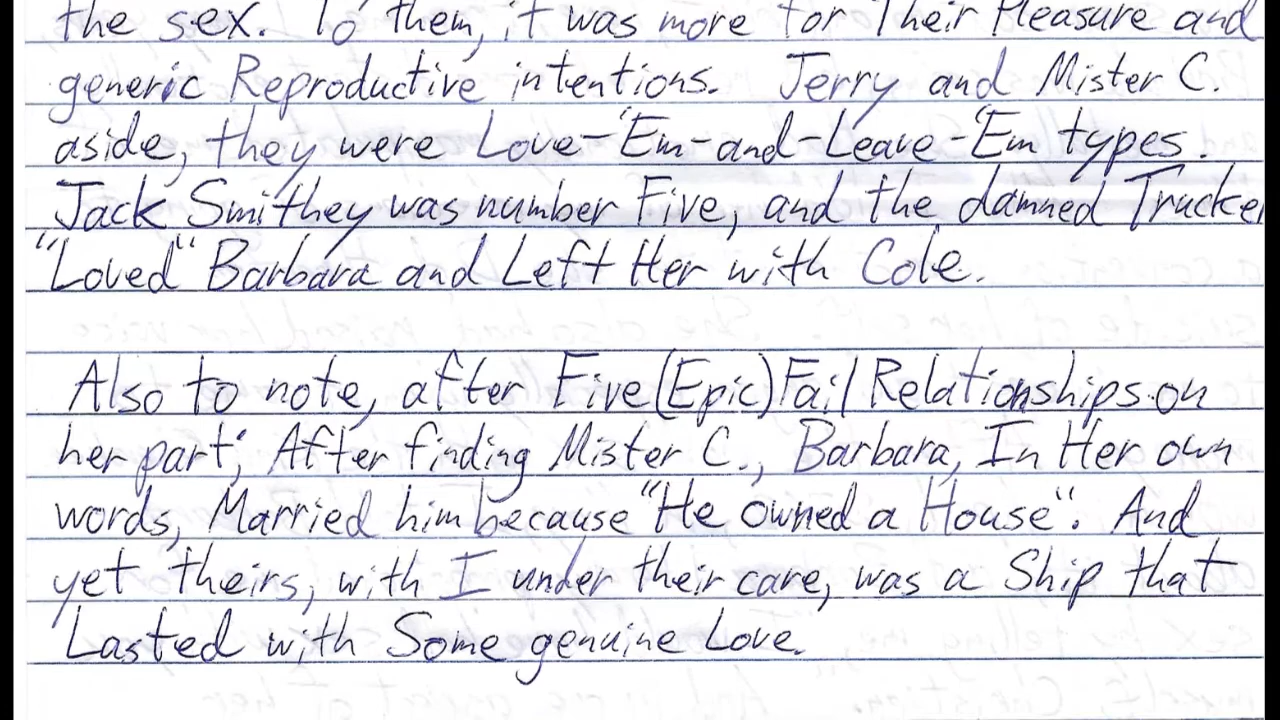 the sex. To them, it was more for Their Pleasure and
generic Reproductive intentions. Jerry and Mister C.
aside, they were Love-'Em-and-Leave-'Em types.
Jack Smithey was number Five, and the damned Trucker
"Loved" Barbara and Left Her with Cole.
Also to note, after Five (Epic) Fail Relationships on
her part; After finding Mister C., Barbara, In Her own
words, Married him because "He owned a House". And
yet theirs, with I under their care, was a Ship that
Lasted with Some genuine Love.